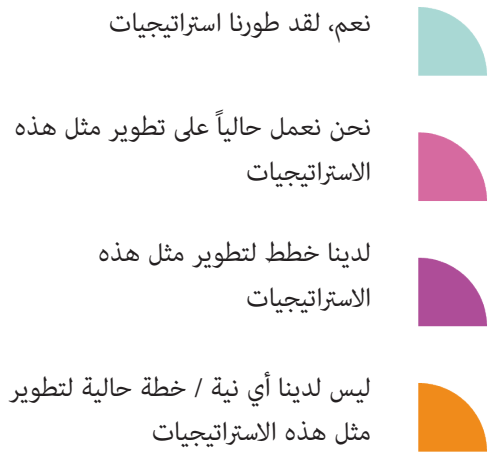 نعم، لقد طورنا استراتيجيات
نحن نعمل حالياً على تطوير مثل هذه
الاستراتيجيات
لدينا خطط لتطوير مثل هذه
الاستراتيجيات
ليس لدينا أي نية / خطة حالية لتطوير
مثل هذه الاستراتيجيات